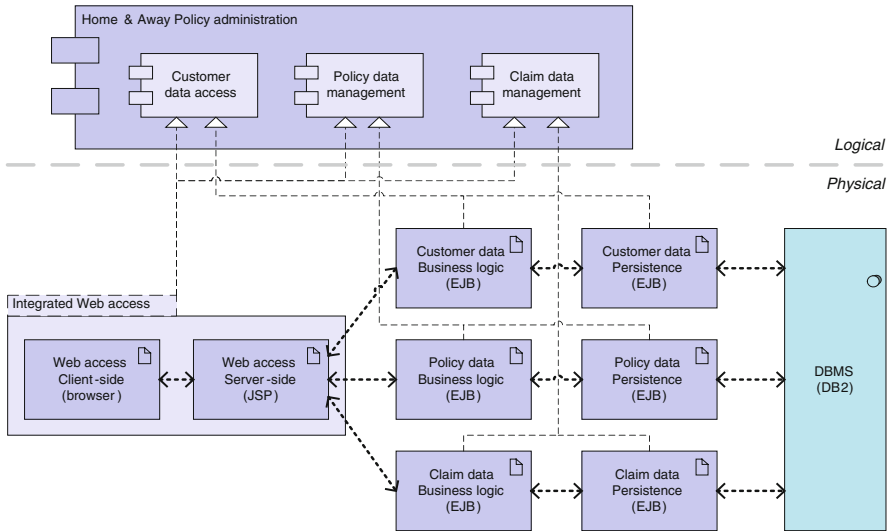 Home & Away Policy administration
Customer
data access
Policy data
management
Claim data
management
Logical
Physical
Customer data
Business logic
(EJB)
Customer data
Persistence
(EJB)
Integrated Web access
Web access
Client-side
(browser)
Web access
Server-side
(JSP)
Policy data
Business logic
(EJB)
Policy data
Persistence
(EJB)
DBMS
(DB2)
Claim data
Business logic
(EJB)
Claim data
Persistence
(EJB)